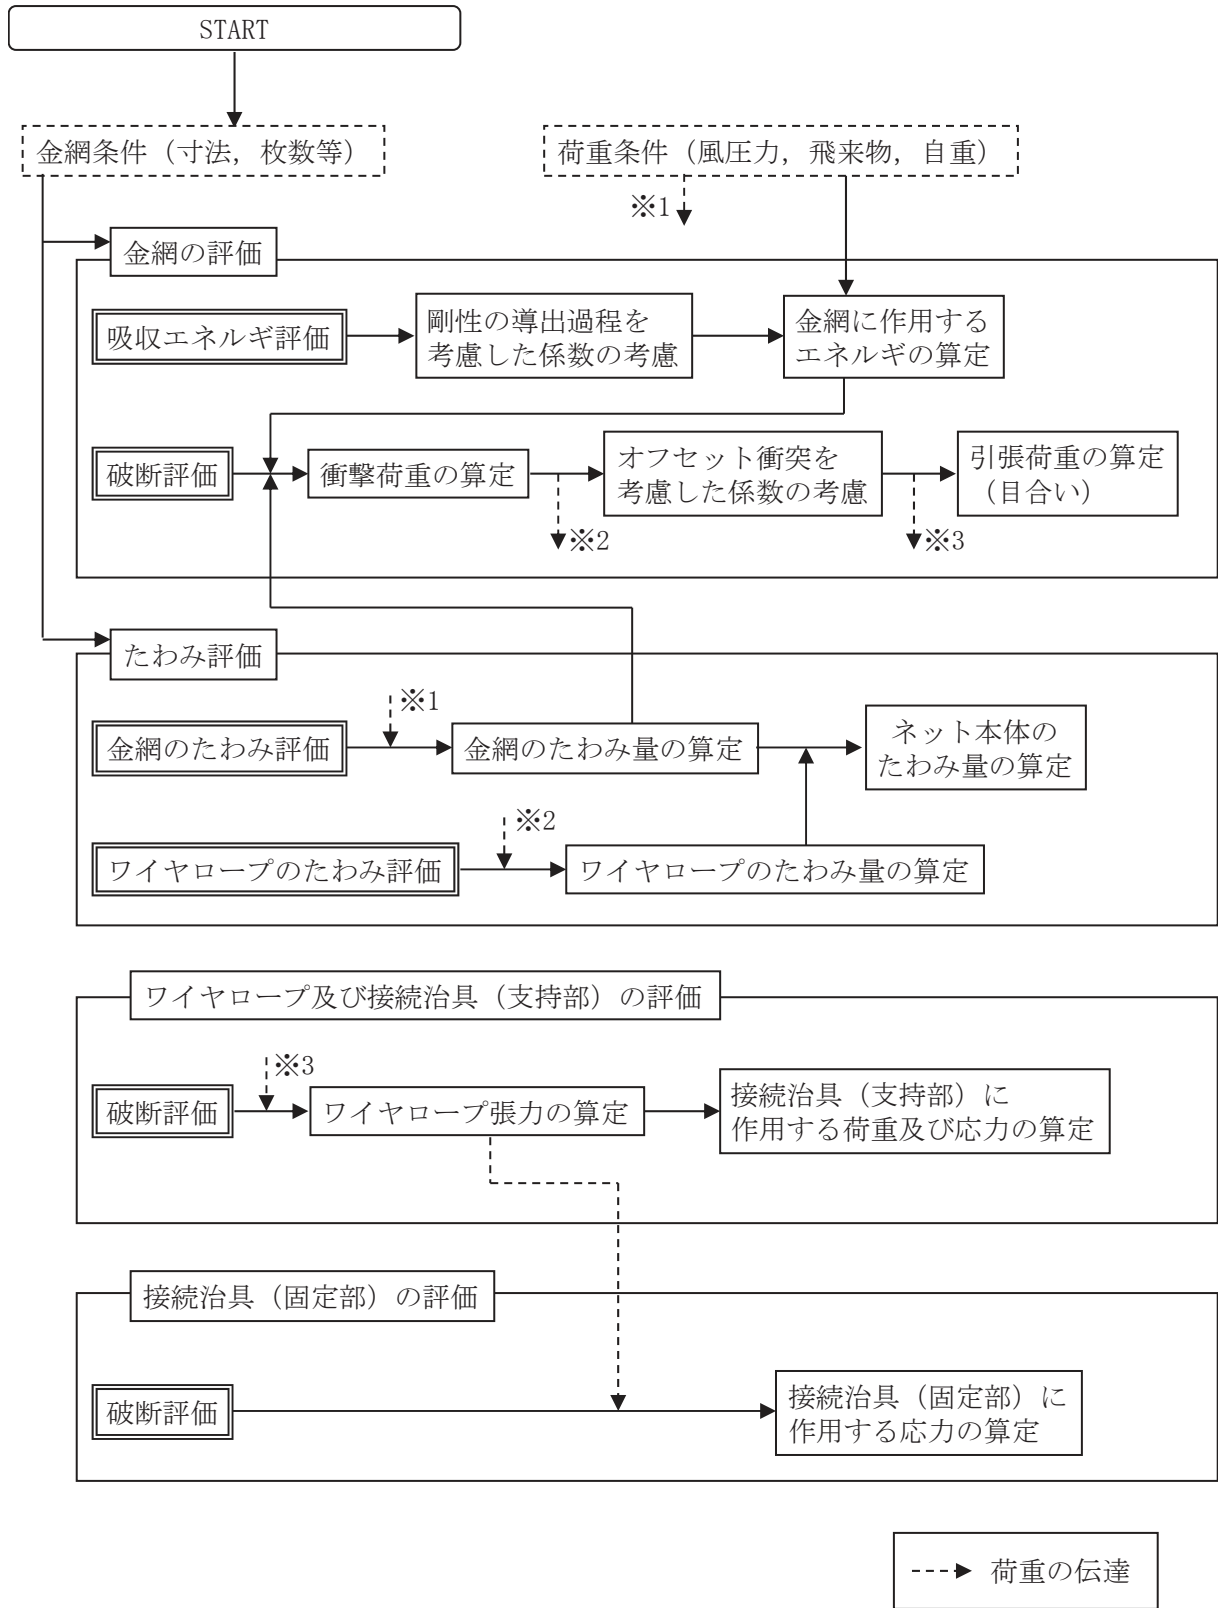 START
金網条件（寸法，枚数等）
荷重条件（風圧力，飛来物，自重）
※1
金網の評価
吸収エネルギ評価
剛性の導出過程を
考慮した係数の考慮
金網に作用する
エネルギの算定
破断評価
衝撃荷重の算定
オフセット衝突を
考慮した係数の考慮
引張荷重の算定
（目合い）
※2
※3
たわみ評価
※1
金網のたわみ評価
金網のたわみ量の算定
ネット本体の
たわみ量の算定
※2
ワイヤロープのたわみ評価
ワイヤロープのたわみ量の算定
ワイヤロープ及び接続治具（支持部）の評価
※3
破断評価
ワイヤロープ張力の算定
接続治具（支持部）に
作用する荷重及び応力の算定
接続治具（固定部）の評価
破断評価
接続治具（固定部）に
作用する応力の算定
荷重の伝達